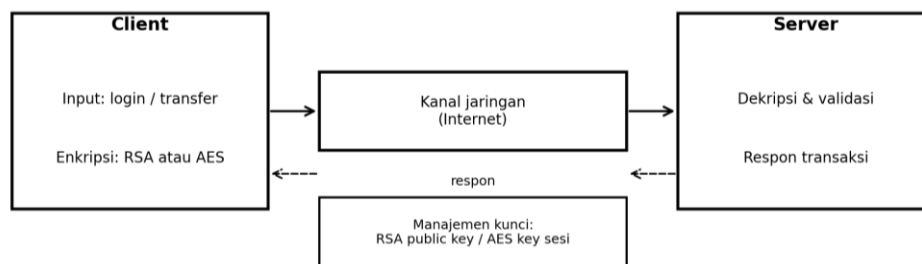 Client
Input: login / transfer
Enkripsi: RSA atau AES
Kanal jaringan
(Internet)
respon
Manajemen kunci:
RSA public key / AES key sesi
Server
Dekripsi & validasi
Respon transaksi